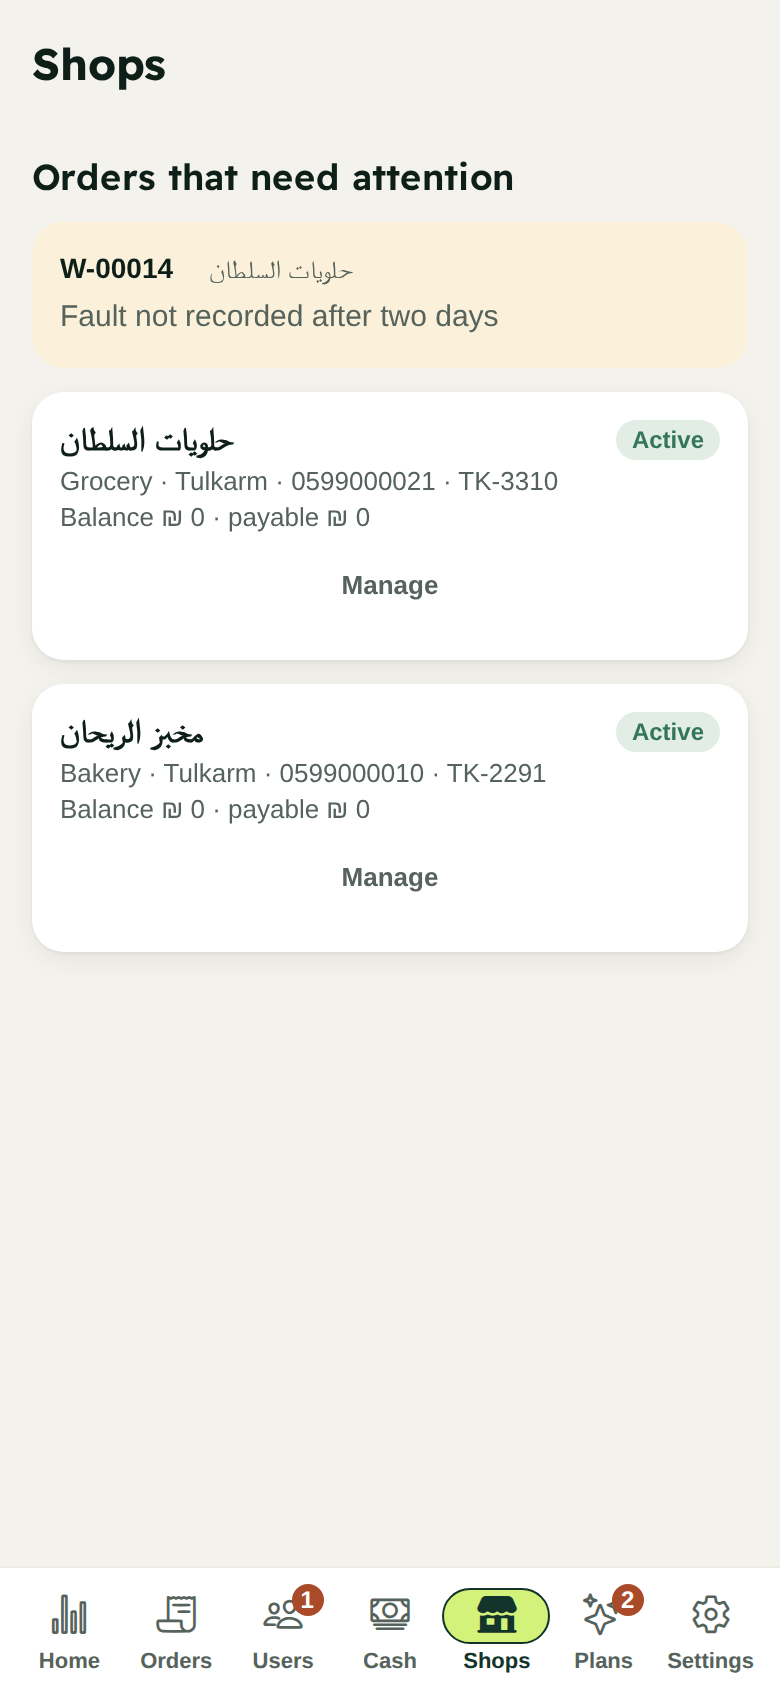 Shops
Orders that need attention
W-00014 حلويات السلطان
Fault not recorded after two days
حلويات السلطان Active
Grocery · Tulkarm · 0599000021 · TK-3310
Balance ₪ 0 · payable ₪ 0
Manage
مخبز الريحان Active
Bakery · Tulkarm · 0599000010 · TK-2291
Balance ₪ 0 · payable ₪ 0
Manage
1 2
Home Orders Users Cash Shops Plans Settings